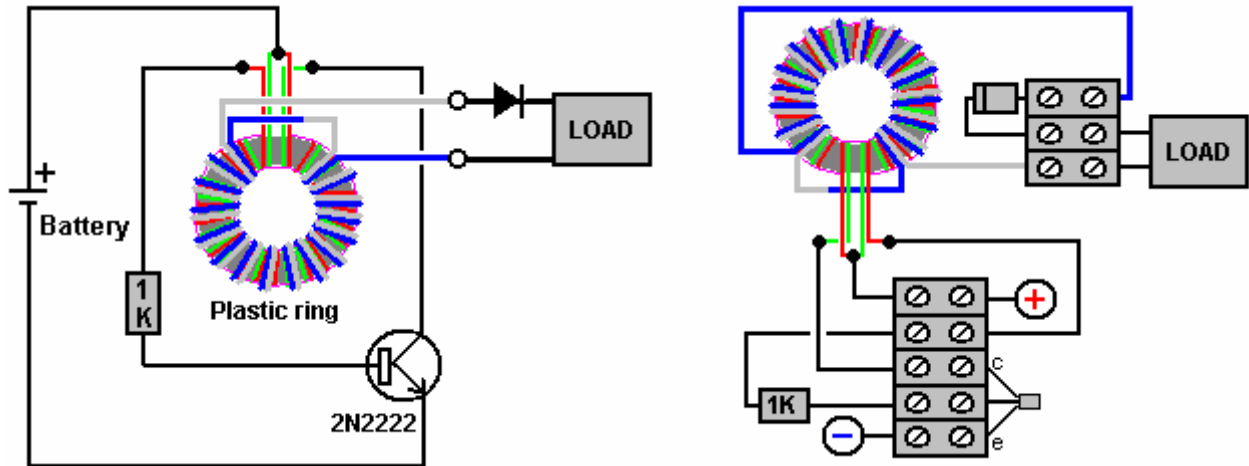 +
LOAD
Battery
1
K
Plastic ring
2N2222
LOAD
+
c
1K
−
e